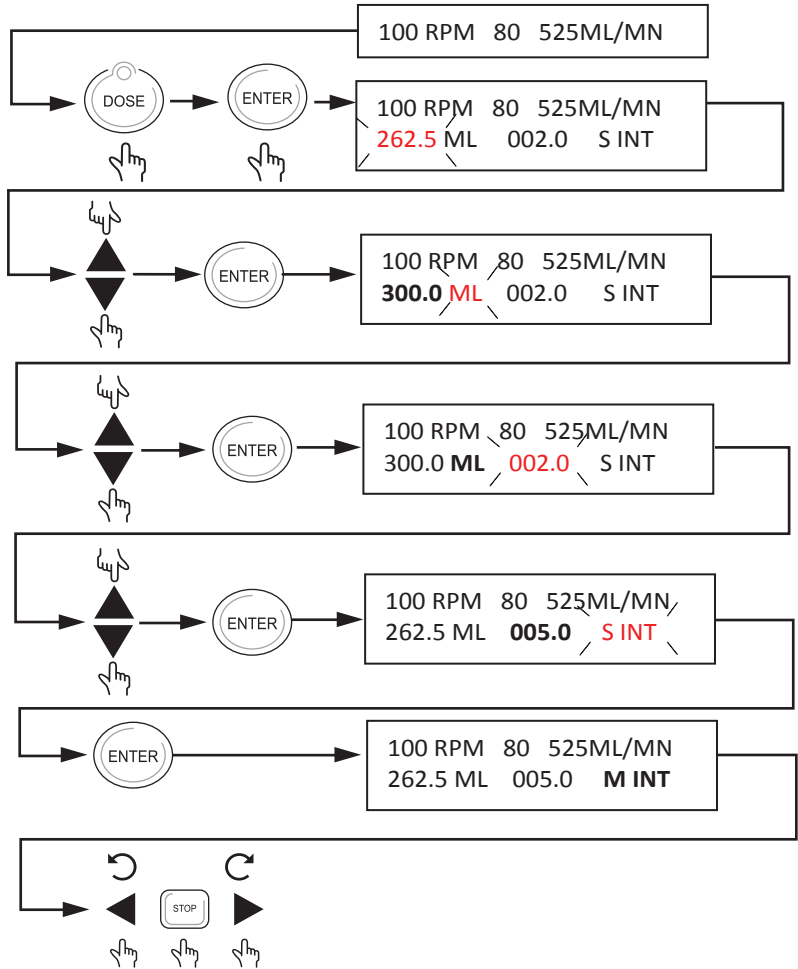 100 RPM 80 525ML/MN
DOSE
ENTER
100 RPM 80 525ML/MN
262.5 ML 002.0 S INT
ENTER
100 RPM 80 525ML/MN
300.0 ML 002.0 S INT
ENTER
100 RPM 80 525ML/MN
300.0 ML 002.0 S INT
ENTER
100 RPM 80 525ML/MN
262.5 ML 005.0 S INT
ENTER
100 RPM 80 525ML/MN
262.5 ML 005.0 M INT
STOP